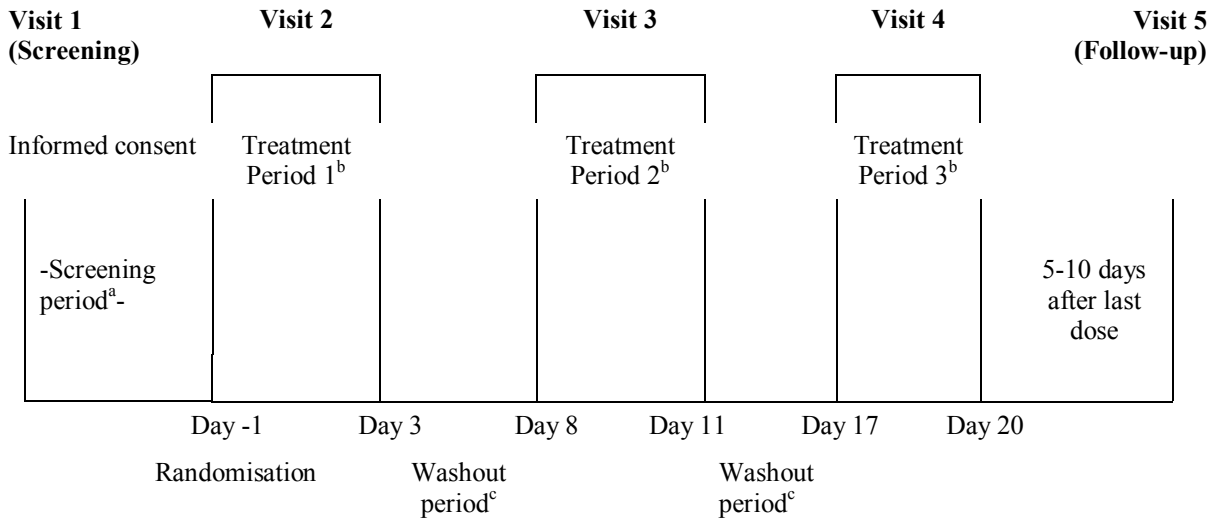 Visit 1
(Screening)
Visit 2
Visit 3
Visit 4
Visit 5
(Follow-up)
Informed consent
Treatment
Period 1ᵇ
Treatment
Period 2ᵇ
Treatment
Period 3ᵇ
-Screening
periodᵃ-
5-10 days
after last
dose
Day -1
Day 3
Day 8
Day 11
Day 17
Day 20
Randomisation
Washout
periodᶜ
Washout
periodᶜ